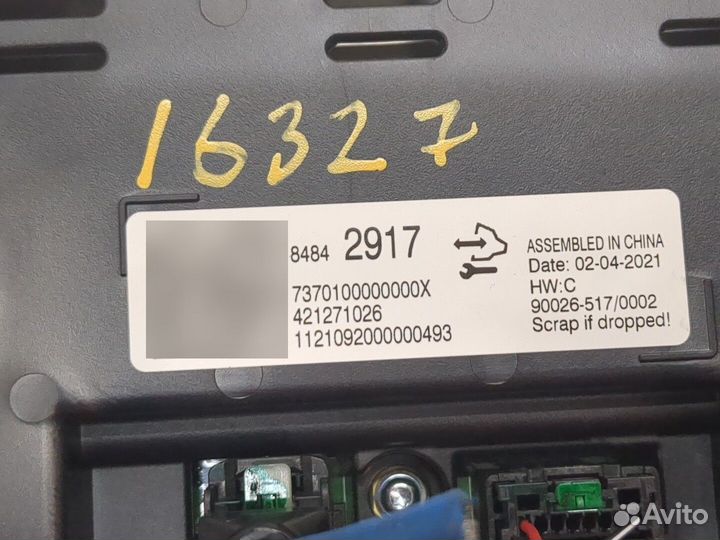 16327
8484 2917
7370100000000X
421271026
1121092000000493
ASSEMBLED IN CHINA
Date: 02-04-2021
HW:C
90026-517/0002
Scrap if dropped!
Avito